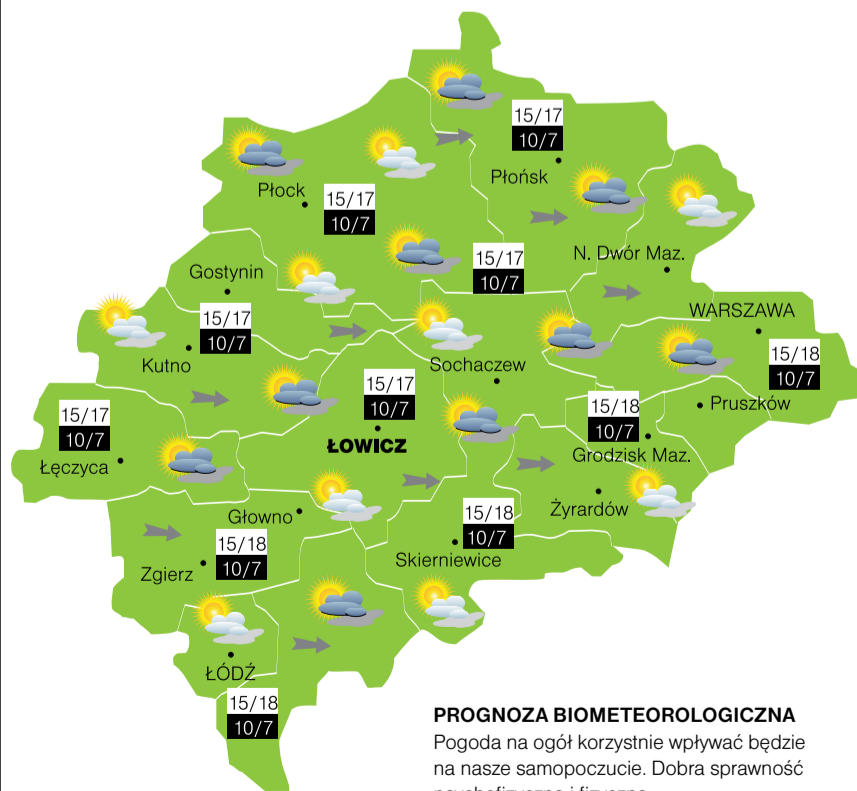 15/17
10/7
Płońsk
Płock
15/17
10/7
15/17
10/7
N. Dwór Maz.
Gostynin
15/17
10/7
Kutno
WARSZAWA
15/18
10/7
Sochaczew
15/17
10/7
ŁOWICZ
15/17
10/7
Łęczyca
15/18
10/7
Pruszków
Grodzisk Maz.
Żyrardów
Głowno
15/18
10/7
Skierniewice
15/18
10/7
Zgierz
ŁÓDŹ
15/18
10/7
PROGNOZA BIOMETEOROLOGICZNA
Pogoda na ogół korzystnie wpływać będzie
na nasze samopoczucie. Dobra sprawność
psychofizyczna i fizyczna